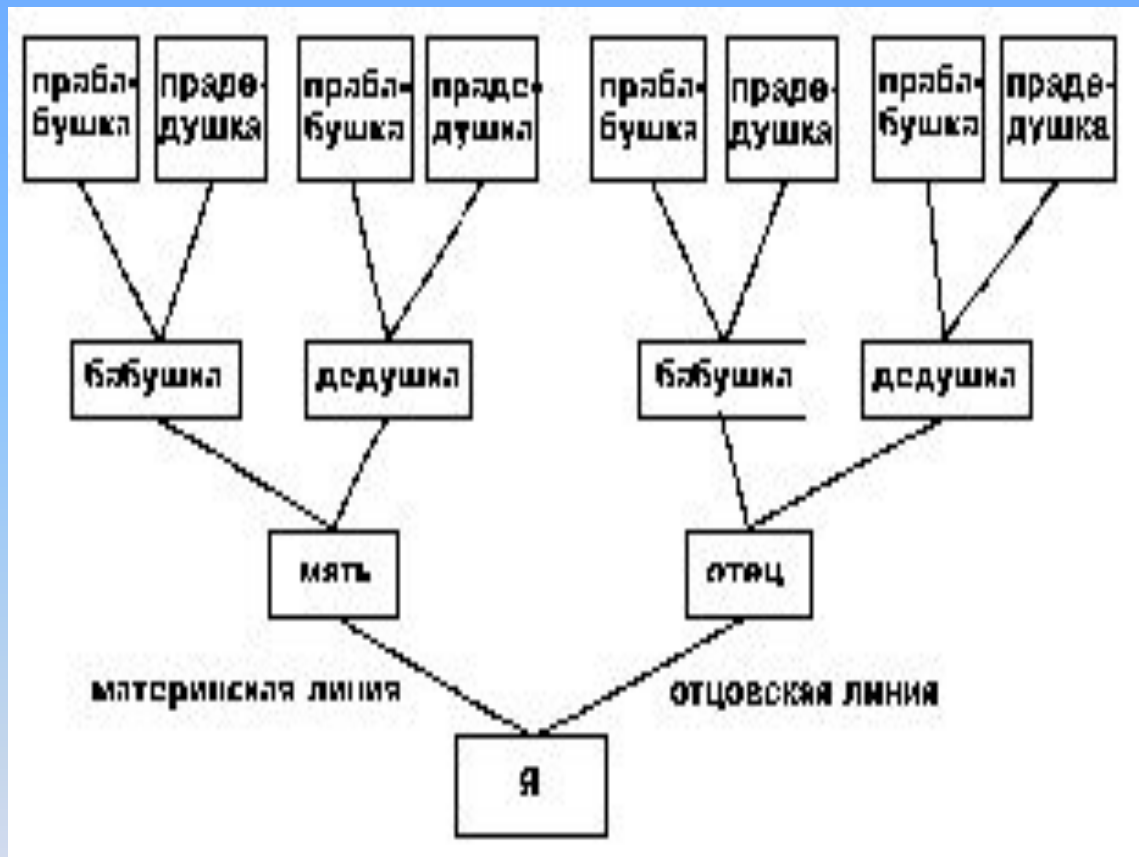 праба- праде- праба- праде- праба- праде- праба- праде-
бушка душка бушка душка бушка душка бушка душка
бабушка дедушка бабушка дедушка
мать отец
материнская линия отцовская линия
я